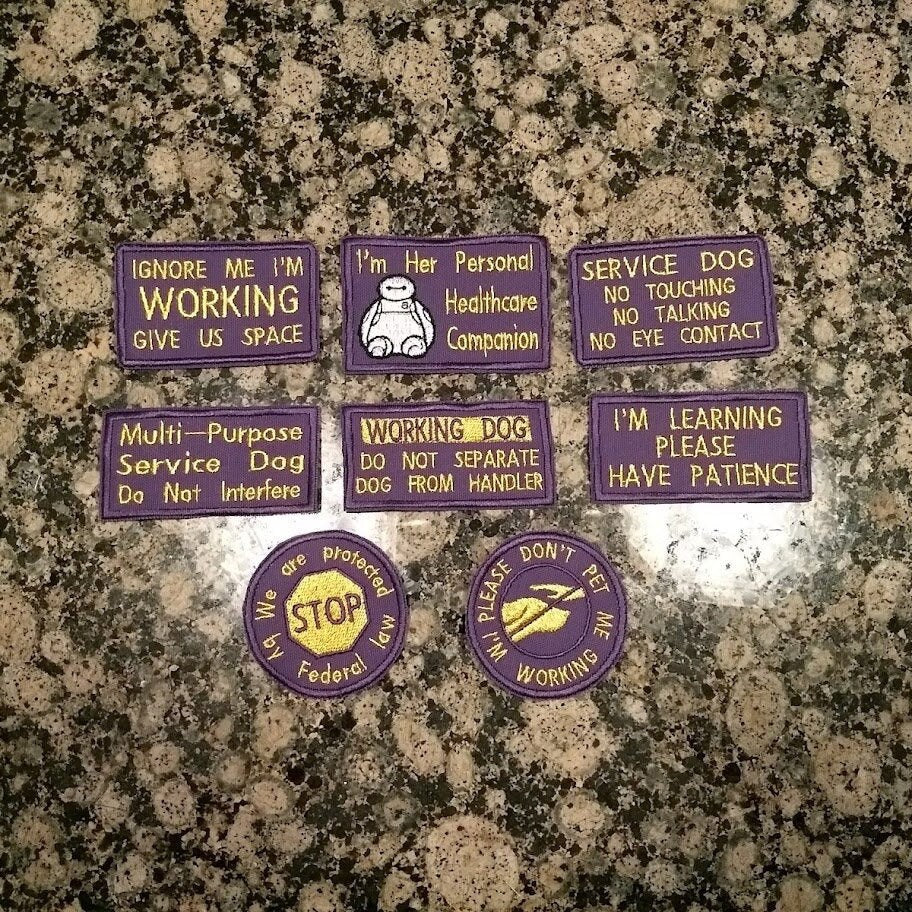 IGNORE ME I'M
WORKING
GIVE US SPACE
I'm Her Personal
Healthcare
Companion
SERVICE DOG
NO TOUCHING
NO TALKING
NO EYE CONTACT
Multi-Purpose
Service Dog
Do Not Interfere
WORKING DOG
DO NOT SEPARATE
DOG FROM HANDLER
I'M LEARNING
PLEASE
HAVE PATIENCE
We are protected
by Federal law
STOP
PLEASE DON'T PET ME
I'M WORKING